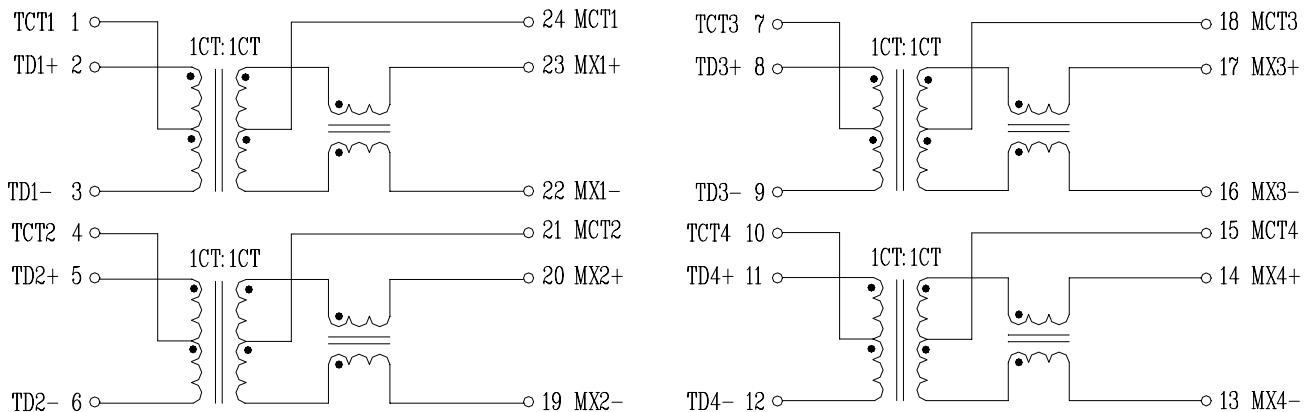 TCT1 1
24 MCT1
1CT:1CT
TD1+ 2
23 MX1+
TD1- 3
22 MX1-
TCT2 4
21 MCT2
1CT:1CT
TD2+ 5
20 MX2+
TD2- 6
19 MX2-
TCT3 7
18 MCT3
1CT:1CT
TD3+ 8
17 MX3+
TD3- 9
16 MX3-
TCT4 10
15 MCT4
1CT:1CT
TD4+ 11
14 MX4+
TD4- 12
13 MX4-